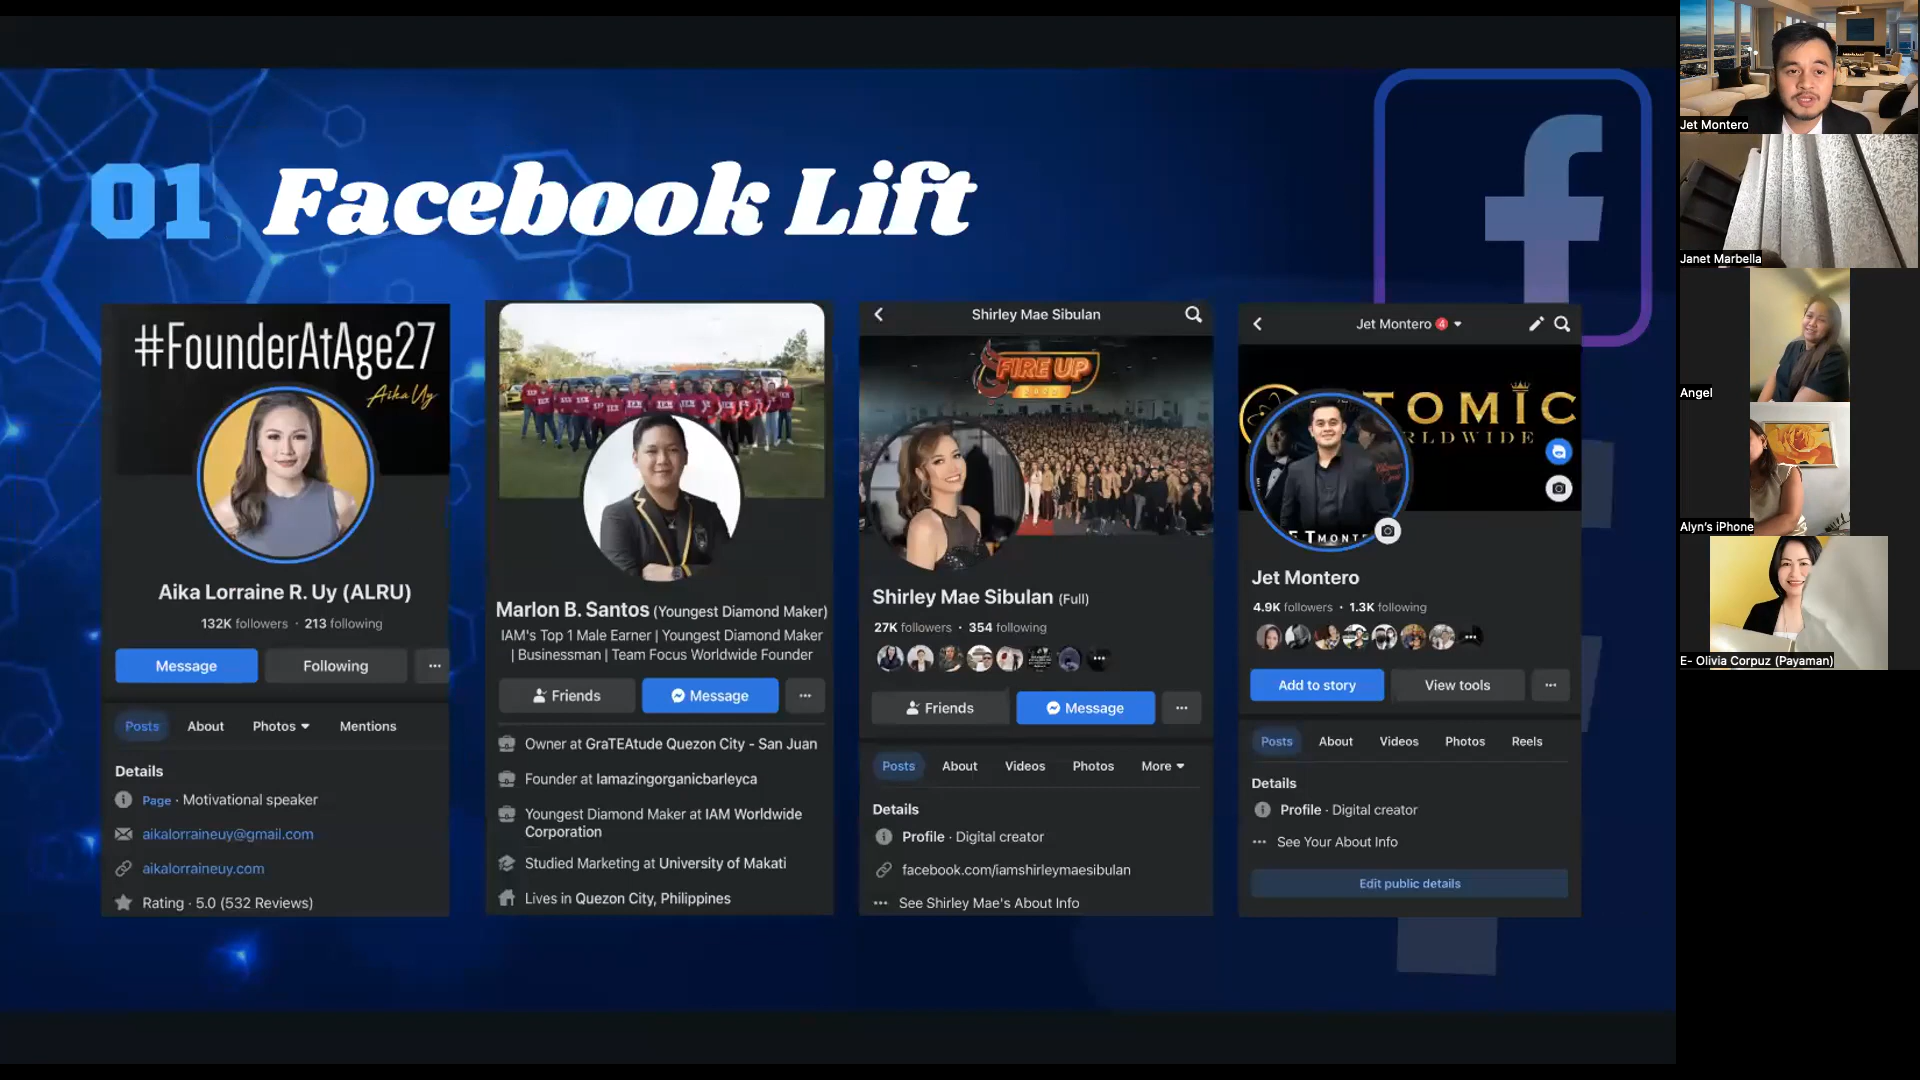 01 Facebook Lift
#FounderAtAge27
Aika Uy
Aika Lorraine R. Uy (ALRU)
132K followers · 213 following
Message
Following
Posts
About
Photos
Mentions
Details
Page · Motivational speaker
aikalorraineuy@gmail.com
aikalorraineuy.com
Rating · 5.0 (532 Reviews)
Marlon B. Santos (Youngest Diamond Maker)
IAM's Top 1 Male Earner | Youngest Diamond Maker
| Businessman | Team Focus Worldwide Founder
Friends
Message
Owner at GraTEAtude Quezon City - San Juan
Founder at Iamazingorganicbarleyca
Youngest Diamond Maker at IAM Worldwide
Corporation
Studied Marketing at University of Makati
Lives in Quezon City, Philippines
Shirley Mae Sibulan
FIRE UP
Shirley Mae Sibulan (Full)
27K followers · 354 following
Friends
Message
Posts
About
Videos
Photos
More
Details
Profile · Digital creator
facebook.com/iamshirleymaesibulan
See Shirley Mae's About Info
Jet Montero 4
TOMIC
RLDWIDE
Jet Montero
4.9K followers · 1.3K following
Add to story
View tools
Posts
About
Videos
Photos
Reels
Details
Profile · Digital creator
See Your About Info
Edit public details
Jet Montero
Janet Marbella
Angel
Alyn's iPhone
E- Olivia Corpuz (Payaman)